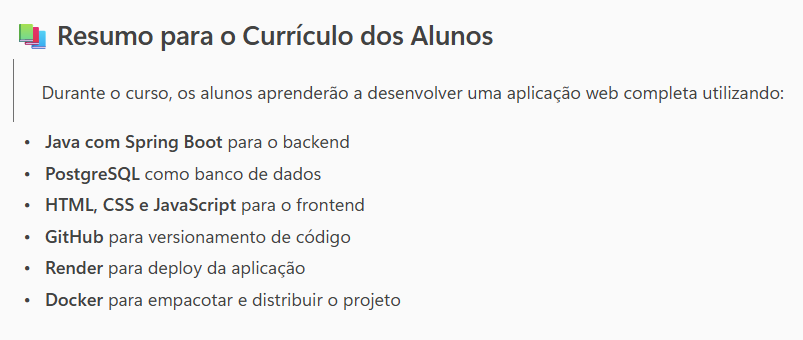 📚 Resumo para o Currículo dos Alunos
Durante o curso, os alunos aprenderão a desenvolver uma aplicação web completa utilizando:
• Java com Spring Boot para o backend
• PostgreSQL como banco de dados
• HTML, CSS e JavaScript para o frontend
• GitHub para versionamento de código
• Render para deploy da aplicação
• Docker para empacotar e distribuir o projeto